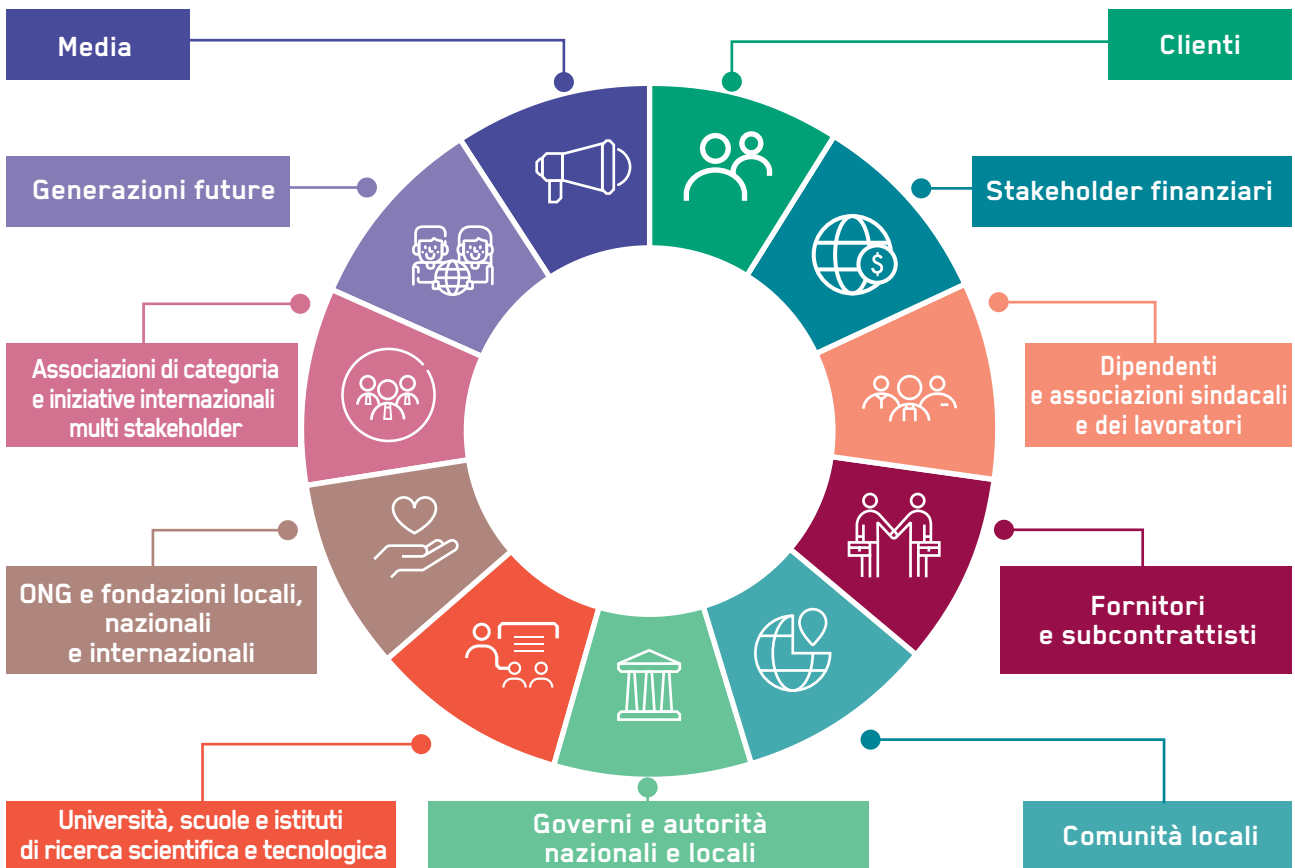 Media
Clienti
Generazioni future
Stakeholder finanziari
$
Associazioni di categoria
e iniziative internazionali
multi stakeholder
Dipendenti
e associazioni sindacali
e dei lavoratori
ONG e fondazioni locali,
nazionali
e internazionali
Fornitori
e subcontrattisti
Università, scuole e istituti
di ricerca scientifica e tecnologica
Governi e autorità
nazionali e locali
Comunità locali